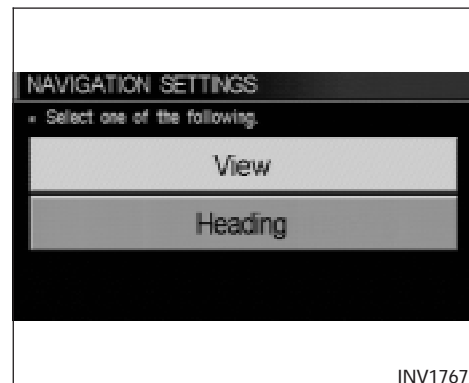 NAVIGATION SETTINGS
- Select one of the following.
View
Heading
INV1767